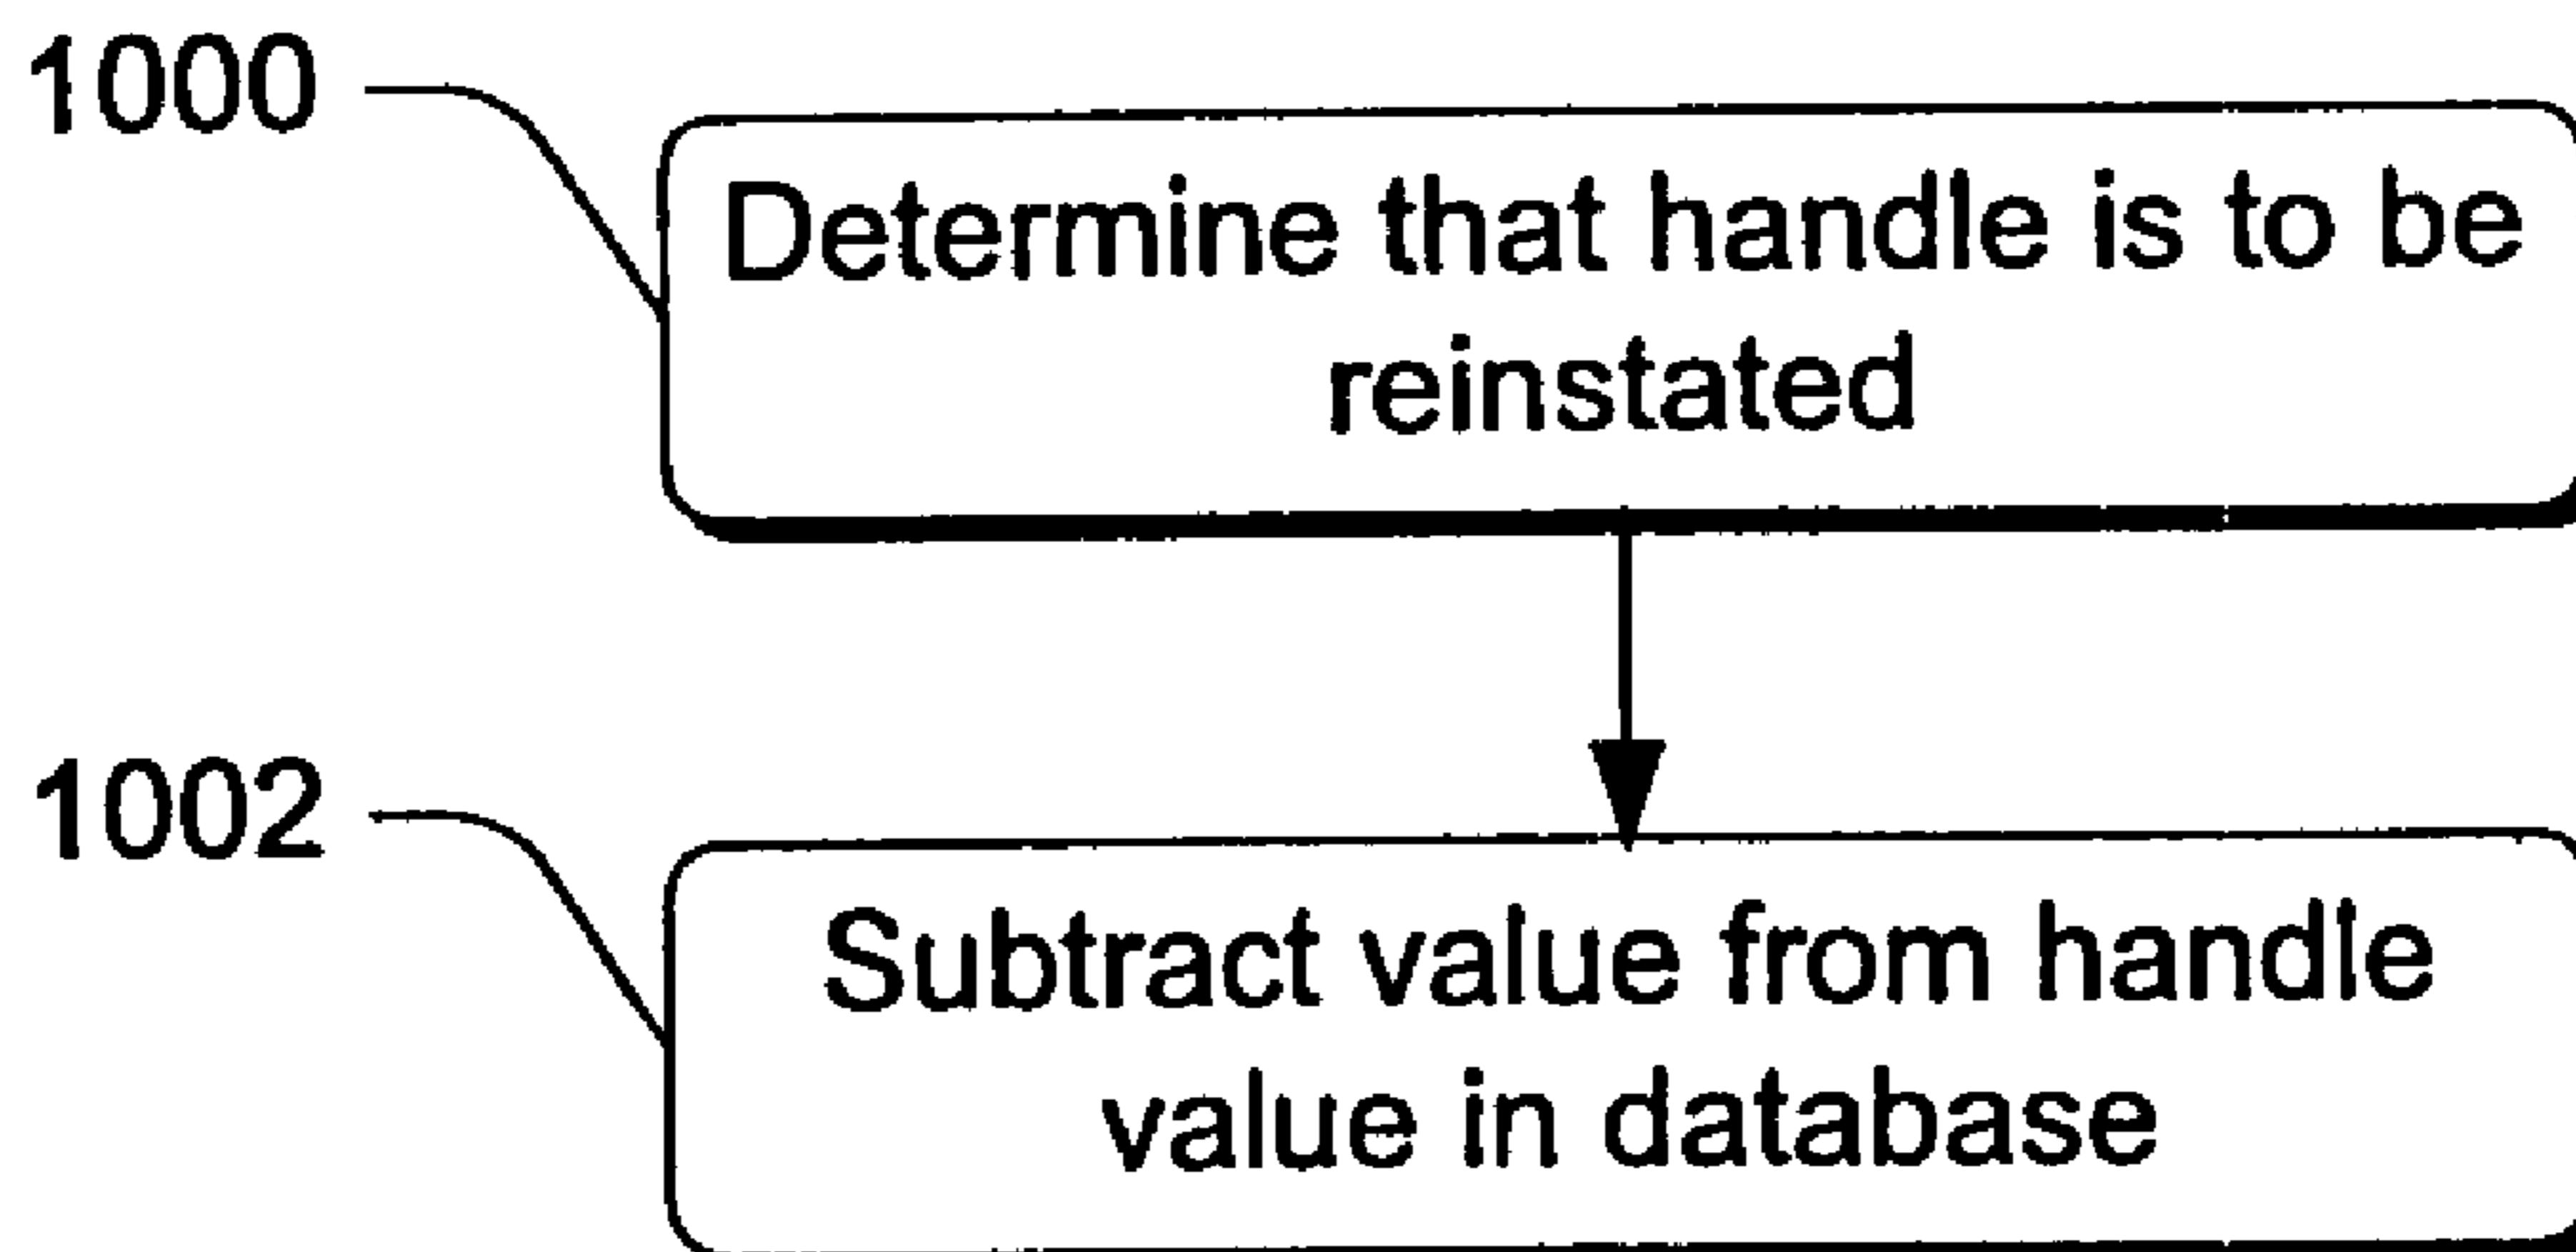 1000
Determine that handle is to be
reinstated
1002
Subtract value from handle
value in database